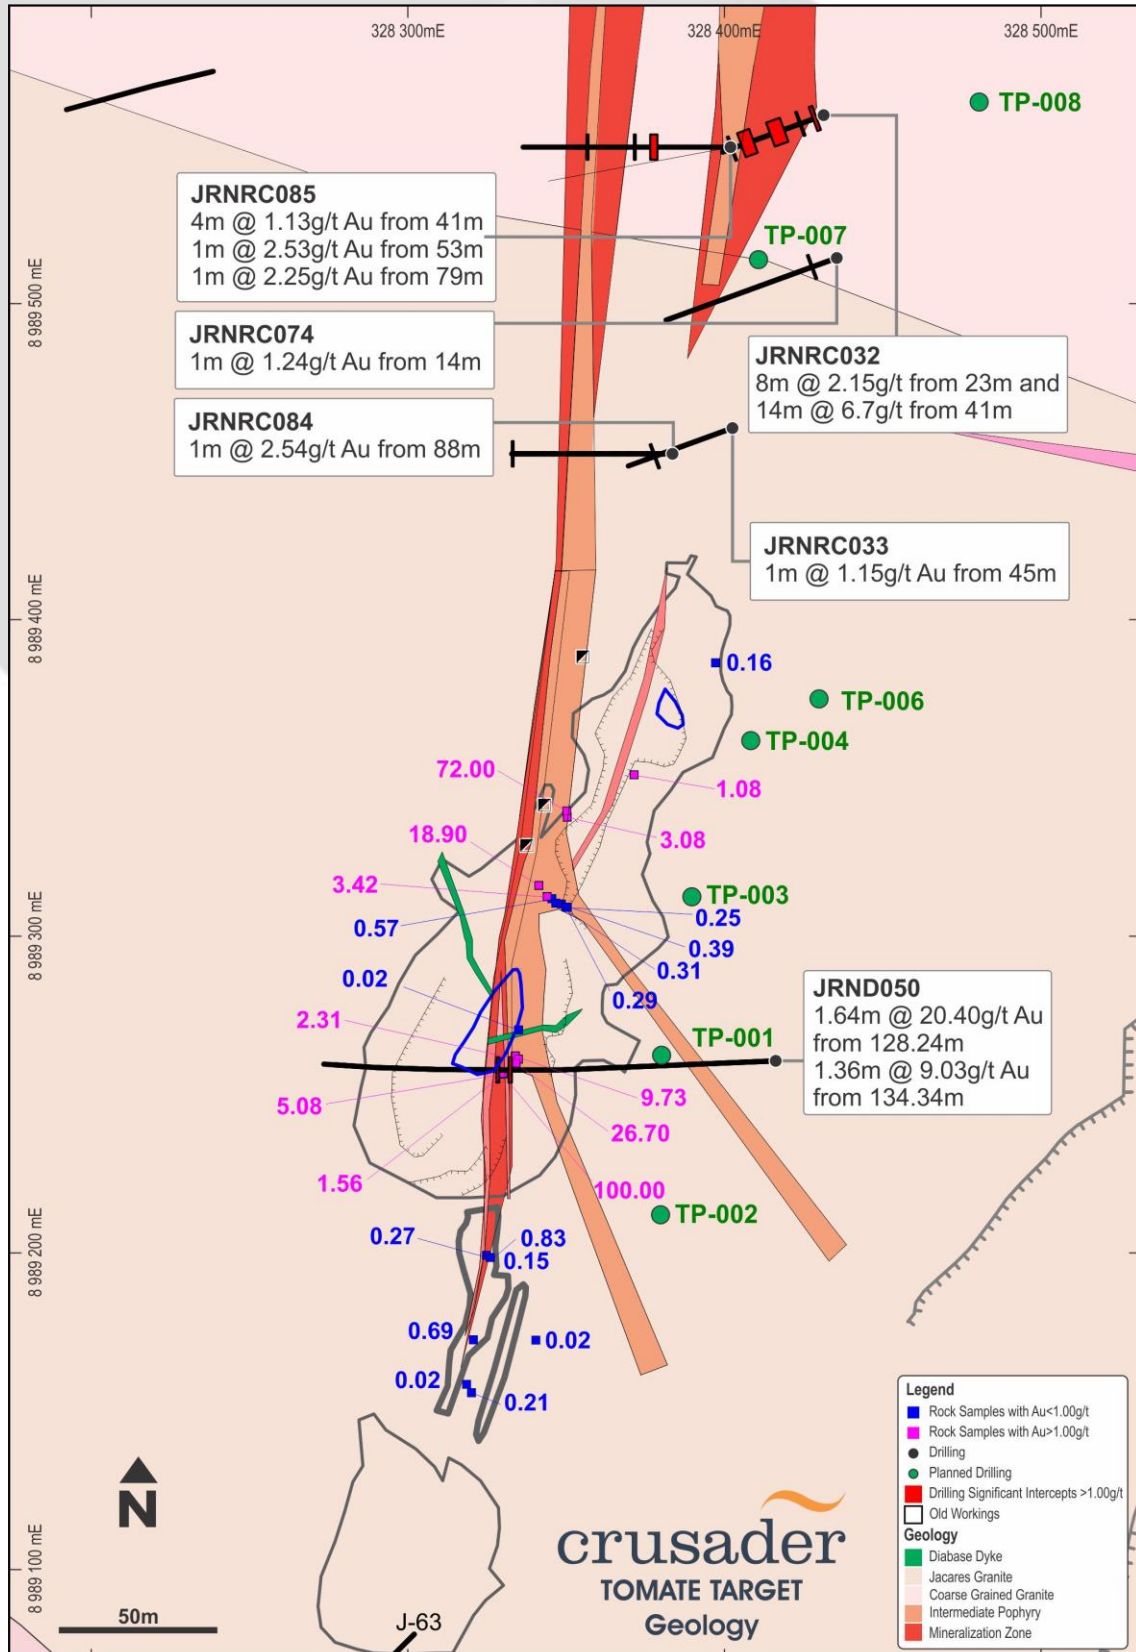 328 300mE
328 400mE
328 500mE
TP-008
JRNRC085
4m @ 1.13g/t Au from 41m
1m @ 2.53g/t Au from 53m
1m @ 2.25g/t Au from 79m
TP-007
8 989 500 mE
JRNRC074
1m @ 1.24g/t Au from 14m
JRNRC032
8m @ 2.15g/t from 23m and
14m @ 6.7g/t from 41m
JRNRC084
1m @ 2.54g/t Au from 88m
JRNRC033
1m @ 1.15g/t Au from 45m
8 989 400 mE
0.16
TP-006
TP-004
72.00
1.08
18.90
3.08
3.42
TP-003
0.57
0.25
0.39
8 989 300 mE
0.31
0.02
0.29
JRND050
1.64m @ 20.40g/t Au
from 128.24m
1.36m @ 9.03g/t Au
from 134.34m
2.31
TP-001
5.08
9.73
26.70
1.56
100.00
TP-002
0.27
0.83
0.15
8 989 200 mE
0.69
0.02
0.02
0.21
Legend
Rock Samples with Au<1.00g/t
Rock Samples with Au>1.00g/t
Drilling
Planned Drilling
Drilling Significant Intercepts >1.00g/t
Old Workings
Geology
Diabase Dyke
Jacares Granite
Coarse Grained Granite
Intermediate Pophyry
Mineralization Zone
N
crusader
TOMATE TARGET
Geology
8 989 100 mE
50m
J-63